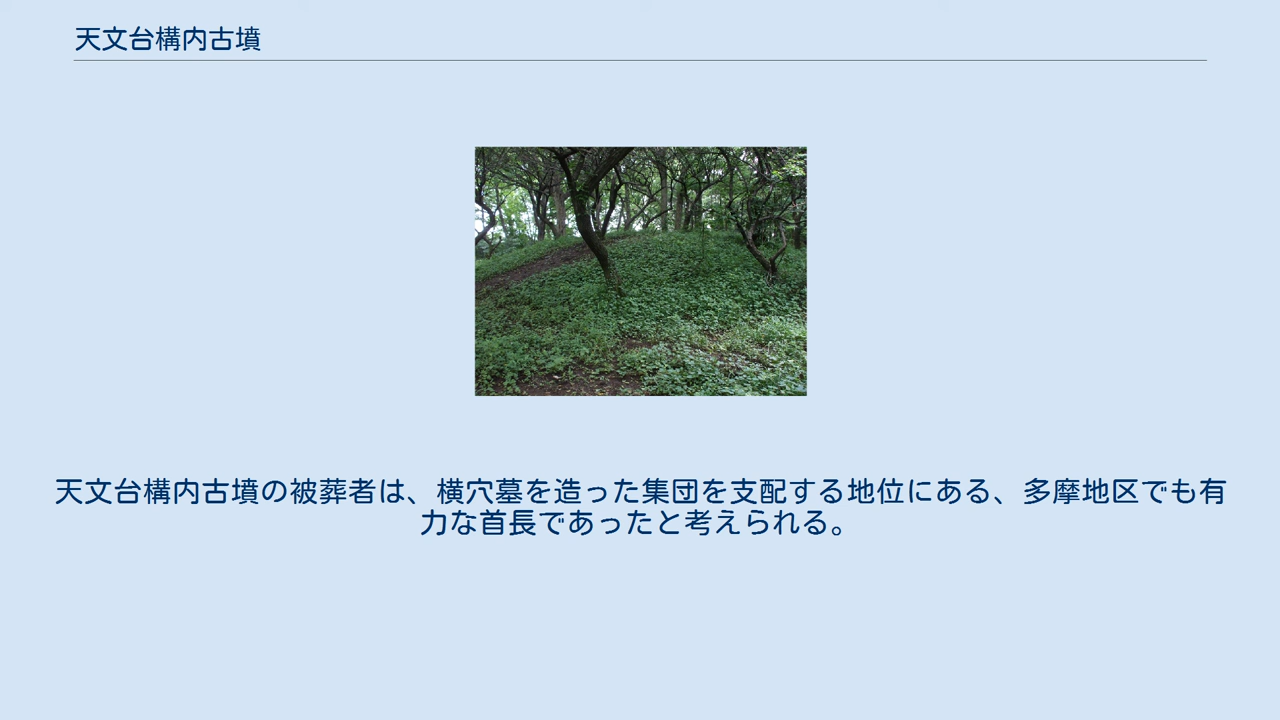 天文台構内古墳
天文台構内古墳の被葬者は、横穴墓を造った集団を支配する地位にある、多摩地区でも有
力な首長であったと考えられる。